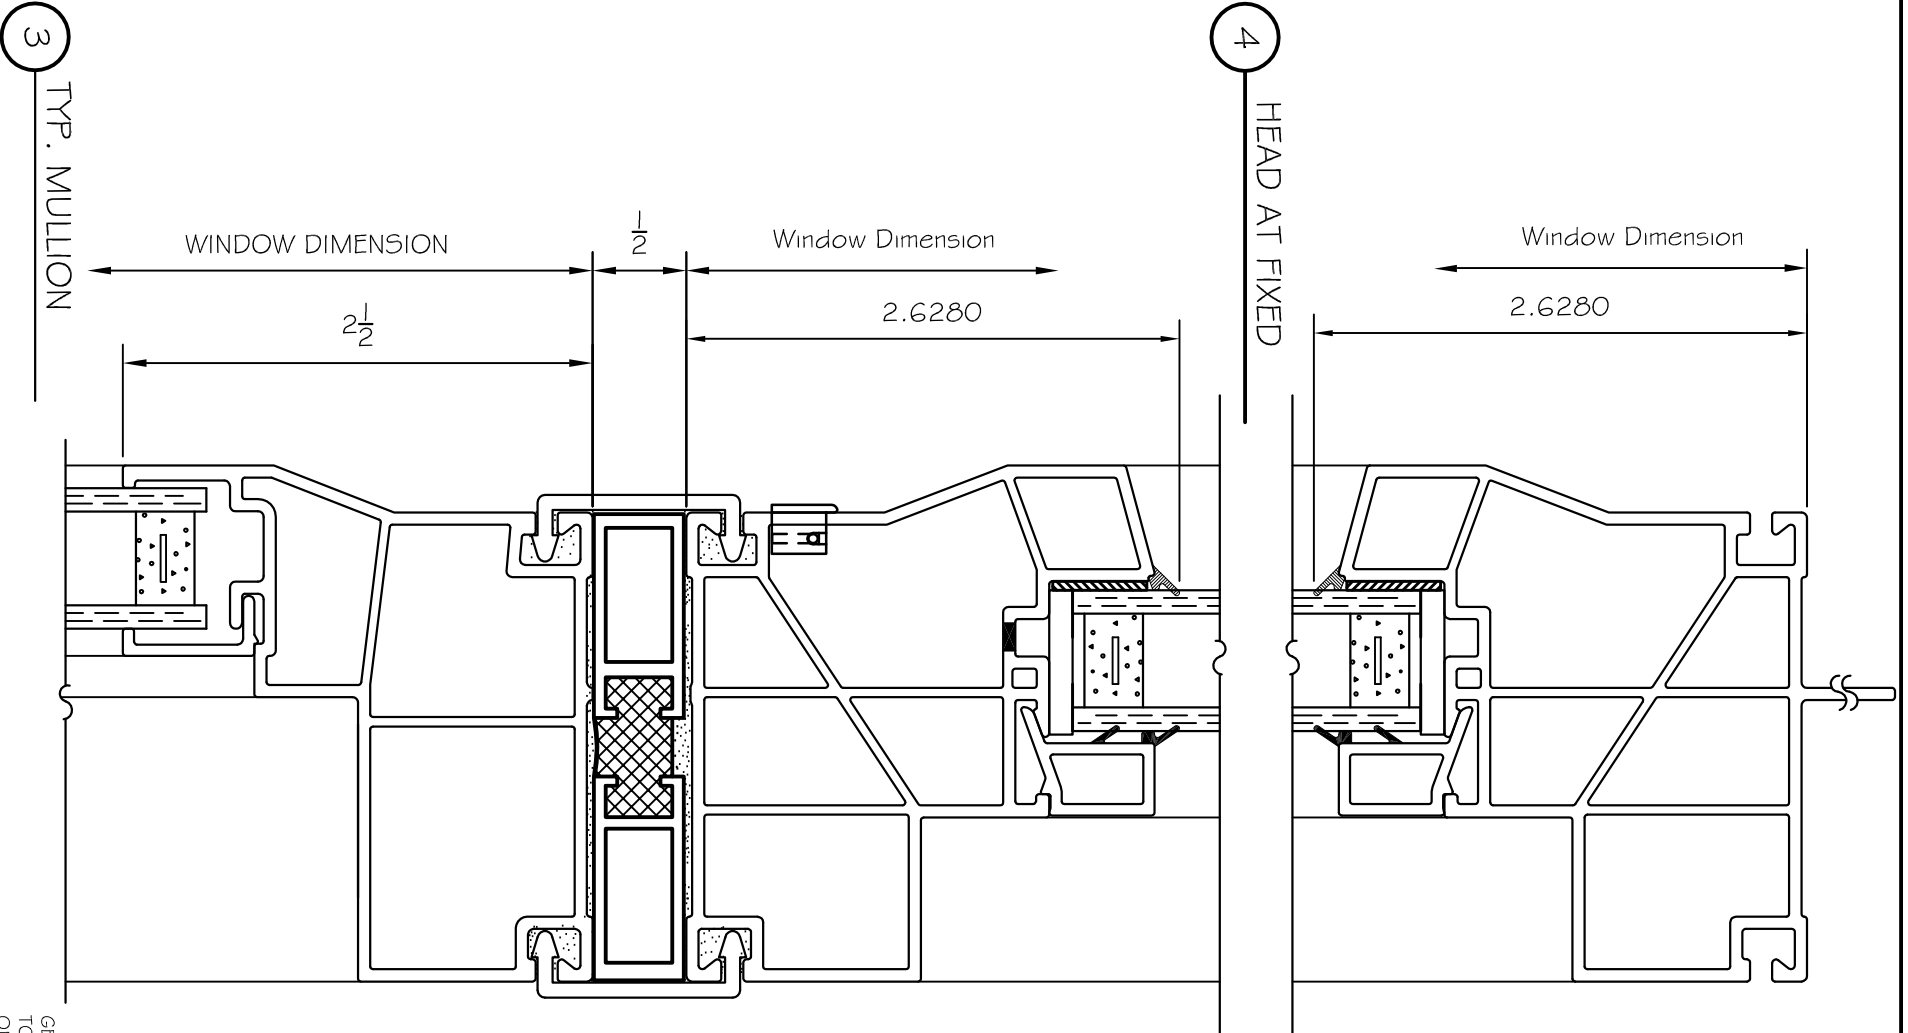 3
TYP. MULLION
4
HEAD AT FIXED
WINDOW DIMENSION
1/2
Window Dimension
Window Dimension
2 1/2
2.6280
2.6280